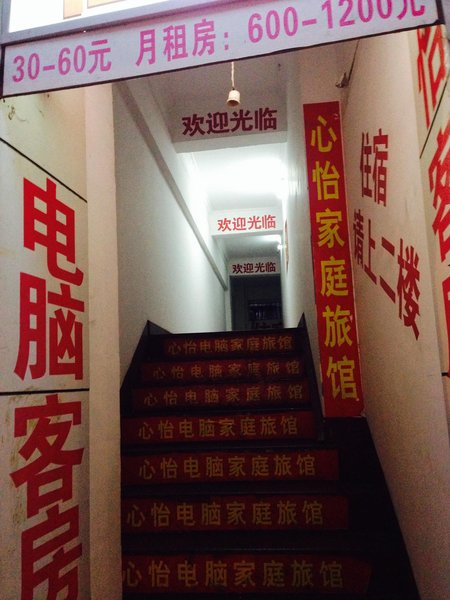 30-60元 月租房：600-1200元
欢迎光临
欢迎光临
欢迎光临
电脑客房
心怡家庭旅馆
住宿
请上二楼
客房
心怡电脑家庭旅馆
心怡电脑家庭旅馆
心怡电脑家庭旅馆
心怡电脑家庭旅馆
心怡电脑家庭旅馆
心怡电脑家庭旅馆
心怡电脑家庭旅馆